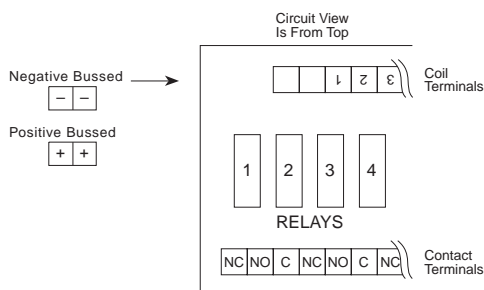 Circuit View
Is From Top
Negative Bussed
– –
Positive Bussed
+ +
1 2 3
Coil
Terminals
1 2 3 4
RELAYS
NC NO C NC NO C NC
Contact
Terminals